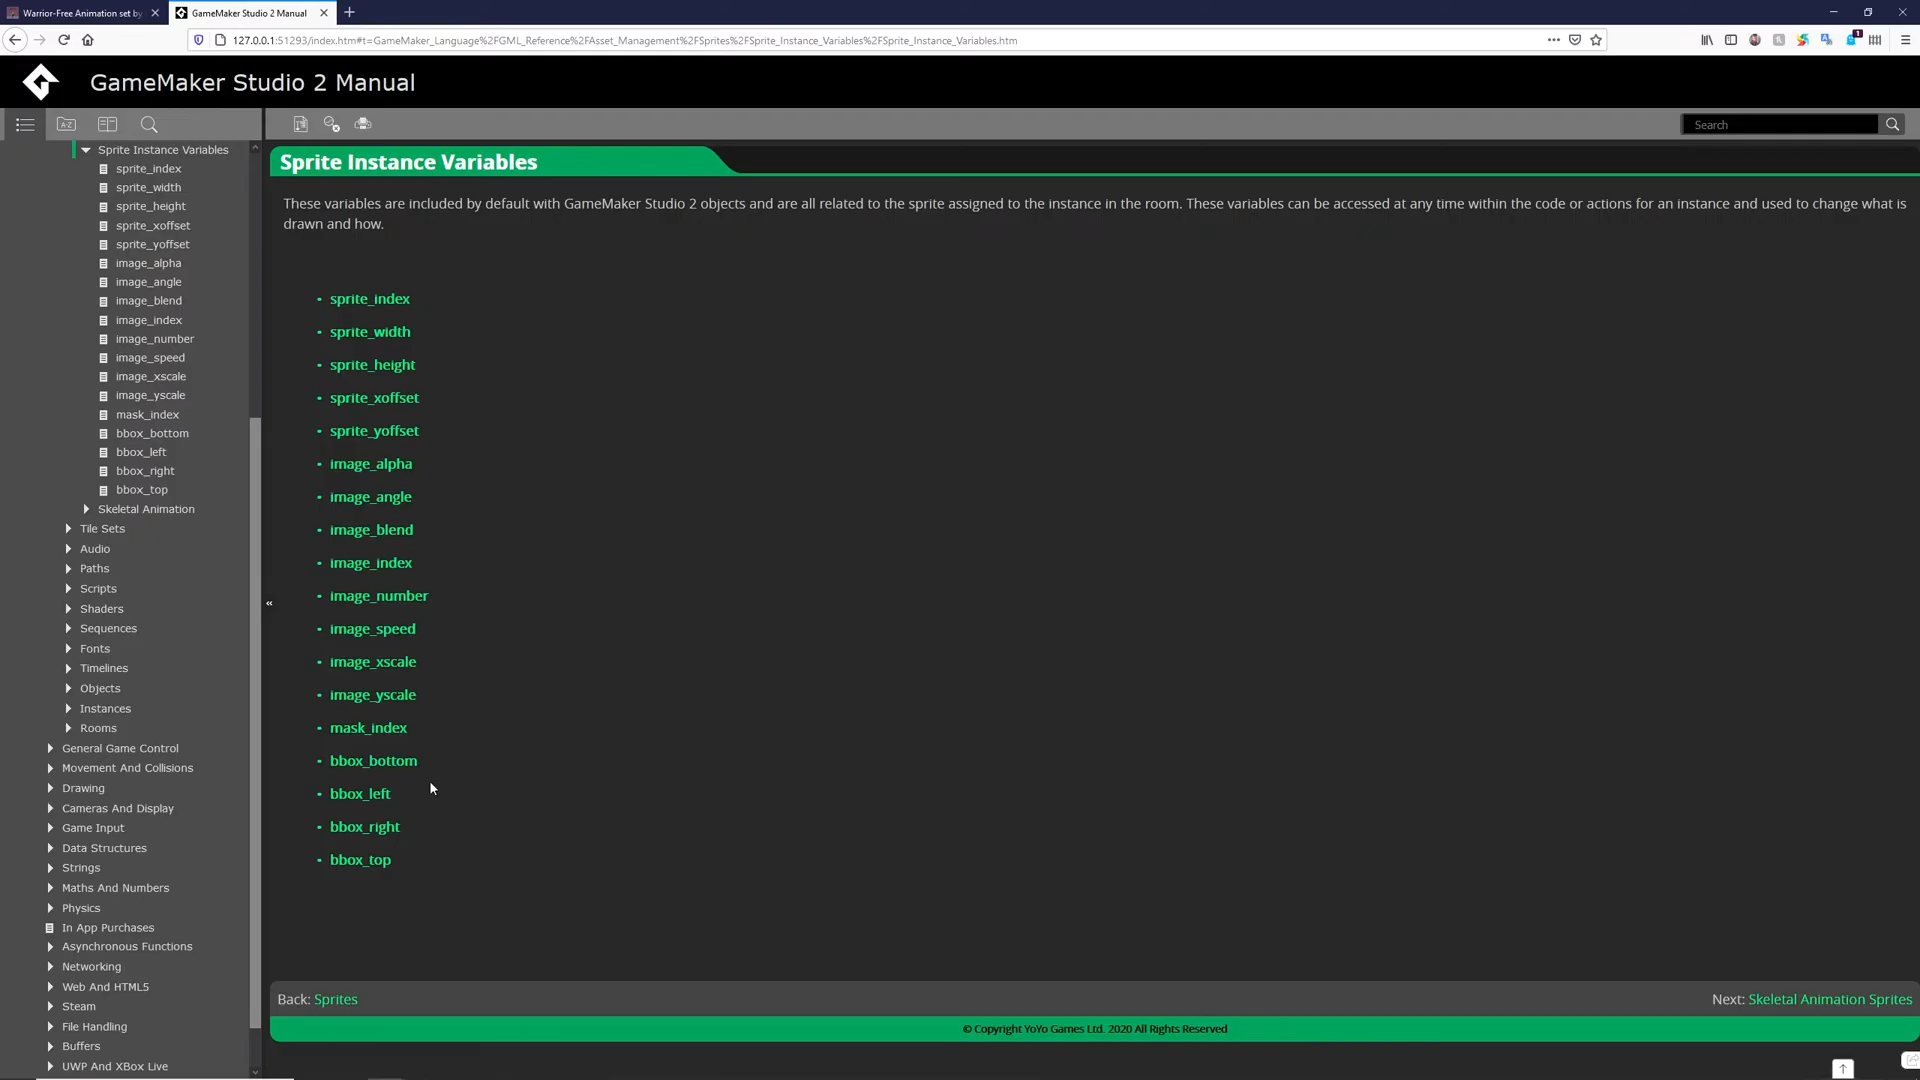 Warrior-Free Animation set by
GameMaker Studio 2 Manual
127.0.0.1:51293/index.htm#t=GameMaker_Language%2FGML_Reference%2FAsset_Management%2FSprites%2FSprite_Instance_Variables%2FSprite_Instance_Variables.htm
1
GameMaker Studio 2 Manual
A-Z
Search
Sprite Instance Variables
sprite_index
sprite_width
sprite_height
sprite_xoffset
sprite_yoffset
image_alpha
image_angle
image_blend
image_index
image_number
image_speed
image_xscale
image_yscale
mask_index
bbox_bottom
bbox_left
bbox_right
bbox_top
Skeletal Animation
Tile Sets
Audio
Paths
Scripts
Shaders
Sequences
Fonts
Timelines
Objects
Instances
Rooms
General Game Control
Movement And Collisions
Drawing
Cameras And Display
Game Input
Data Structures
Strings
Maths And Numbers
Physics
In App Purchases
Asynchronous Functions
Networking
Web And HTML5
Steam
File Handling
Buffers
UWP And XBox Live
«
Sprite Instance Variables
These variables are included by default with GameMaker Studio 2 objects and are all related to the sprite assigned to the instance in the room. These variables can be accessed at any time within the code or actions for an instance and used to change what is
drawn and how.
• sprite_index
• sprite_width
• sprite_height
• sprite_xoffset
• sprite_yoffset
• image_alpha
• image_angle
• image_blend
• image_index
• image_number
• image_speed
• image_xscale
• image_yscale
• mask_index
• bbox_bottom
• bbox_left
• bbox_right
• bbox_top
Back: Sprites
Next: Skeletal Animation Sprites
© Copyright YoYo Games Ltd. 2020 All Rights Reserved